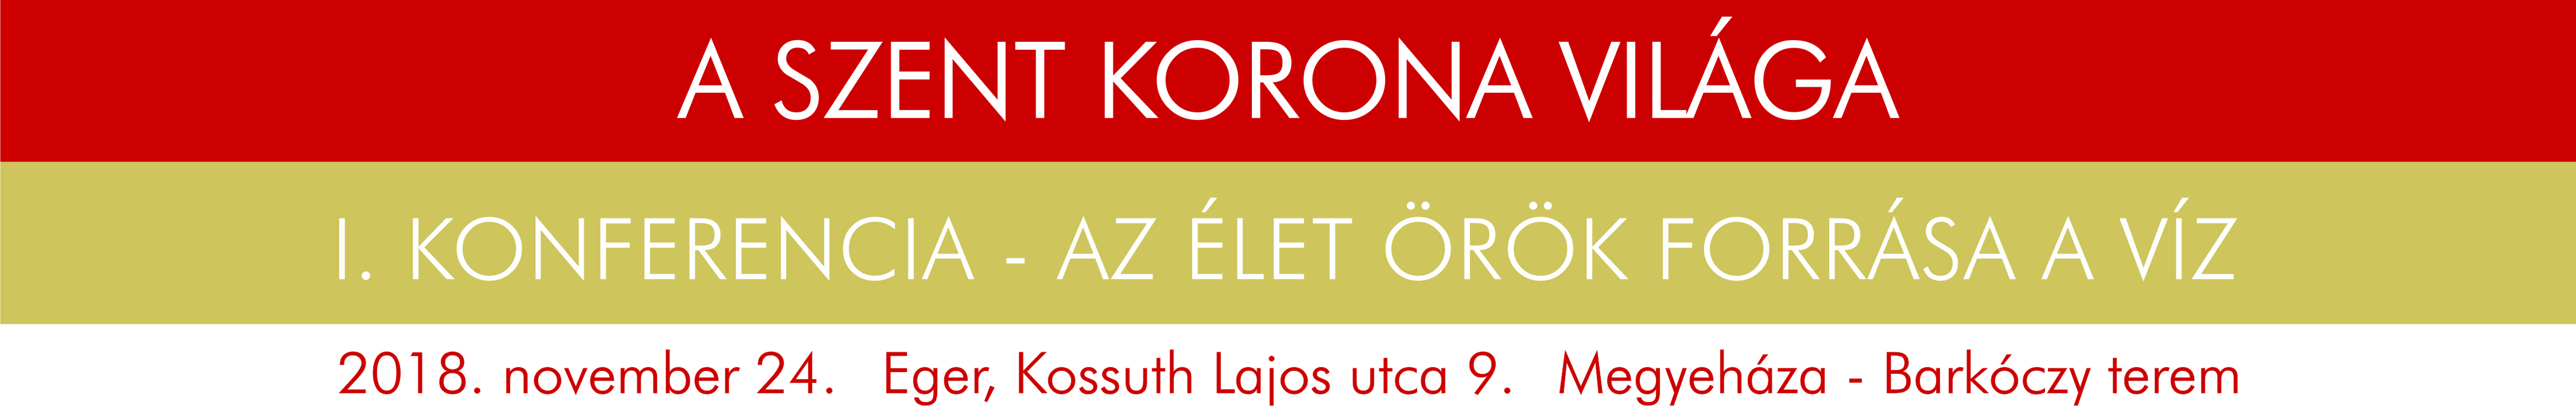 A SZENT KORONA VILÁGA
I. KONFERENCIA - AZ ÉLET ÖRÖK FORRÁSA A VÍZ
2018. november 24. Eger, Kossuth Lajos utca 9. Megyeháza - Barkóczy terem